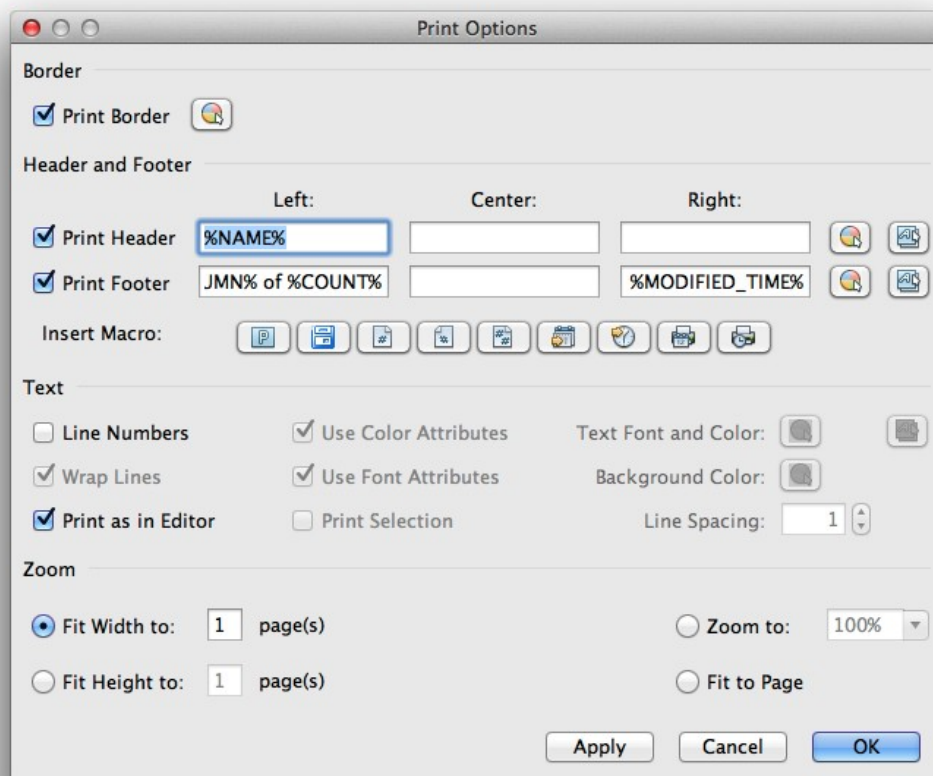 Print Options
Border
Print Border
Header and Footer
Left: Center: Right:
Print Header %NAME%
Print Footer JMN% of %COUNT% %MODIFIED_TIME%
Insert Macro: P # # # #
Text
Line Numbers Use Color Attributes Text Font and Color:
Wrap Lines Use Font Attributes Background Color:
Print as in Editor Print Selection Line Spacing: 1
Zoom
Fit Width to: 1 page(s) Zoom to: 100%
Fit Height to: 1 page(s) Fit to Page
Apply Cancel OK